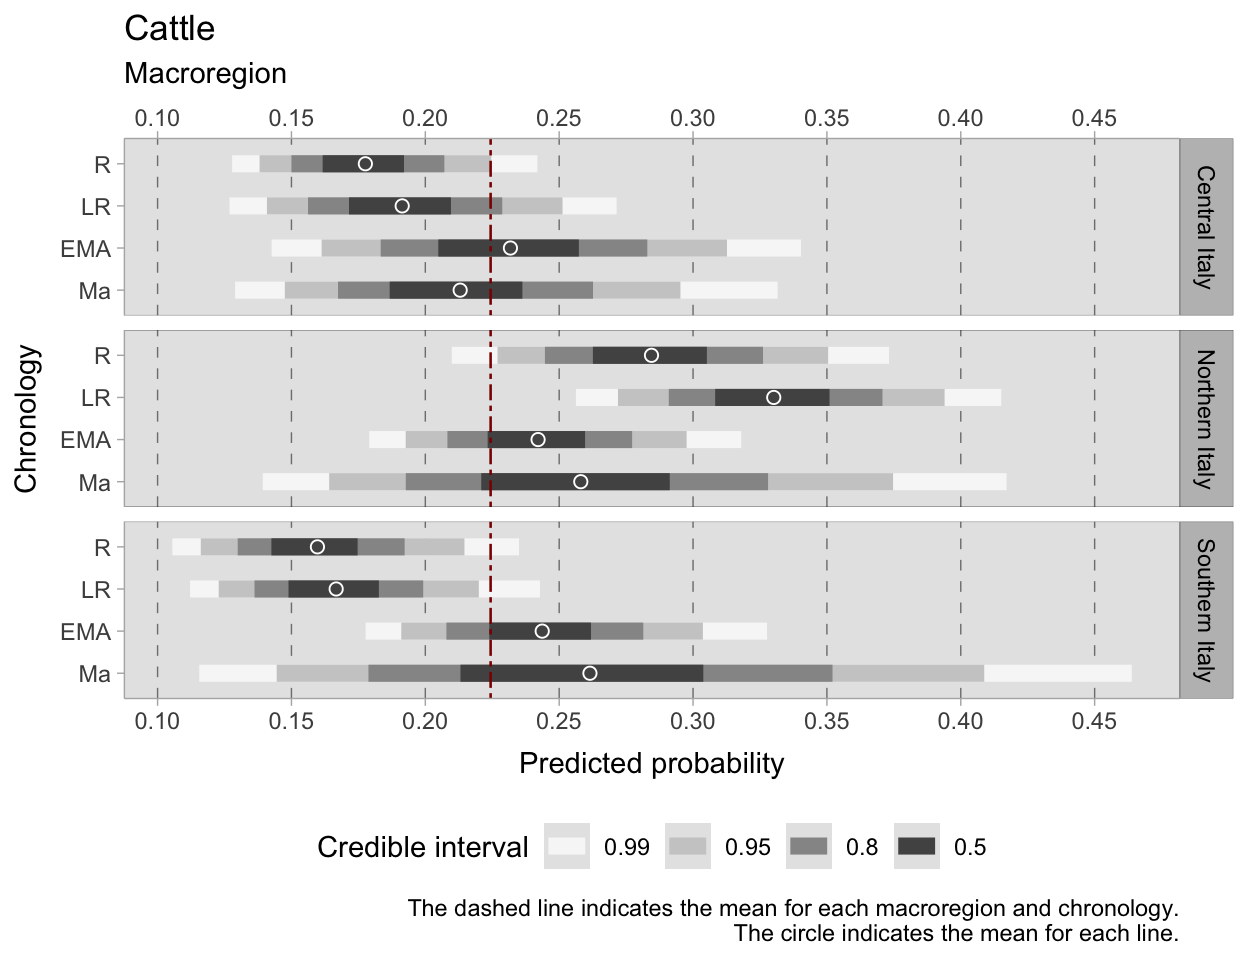 Cattle
Macroregion
0.10 0.15 0.20 0.25 0.30 0.35 0.40 0.45
R
LR
EMA
Ma
Central Italy
R
LR
EMA
Ma
Northern Italy
R
LR
EMA
Ma
Southern Italy
Chronology
0.10 0.15 0.20 0.25 0.30 0.35 0.40 0.45
Predicted probability
Credible interval 0.99 0.95 0.8 0.5
The dashed line indicates the mean for each macroregion and chronology.
The circle indicates the mean for each line.